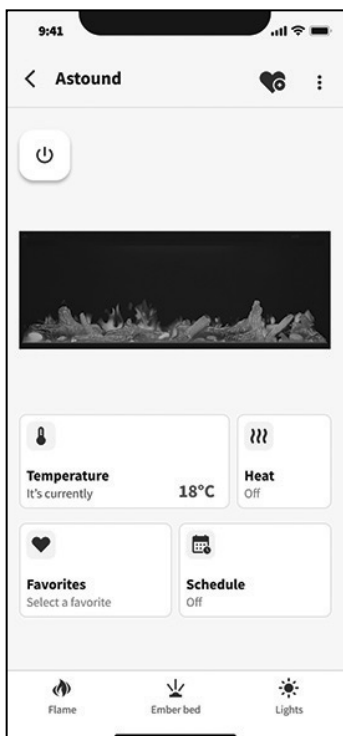 9:41
Astound
Temperature
It's currently
18°C
Heat
Off
Favorites
Select a favorite
Schedule
Off
Flame
Ember bed
Lights